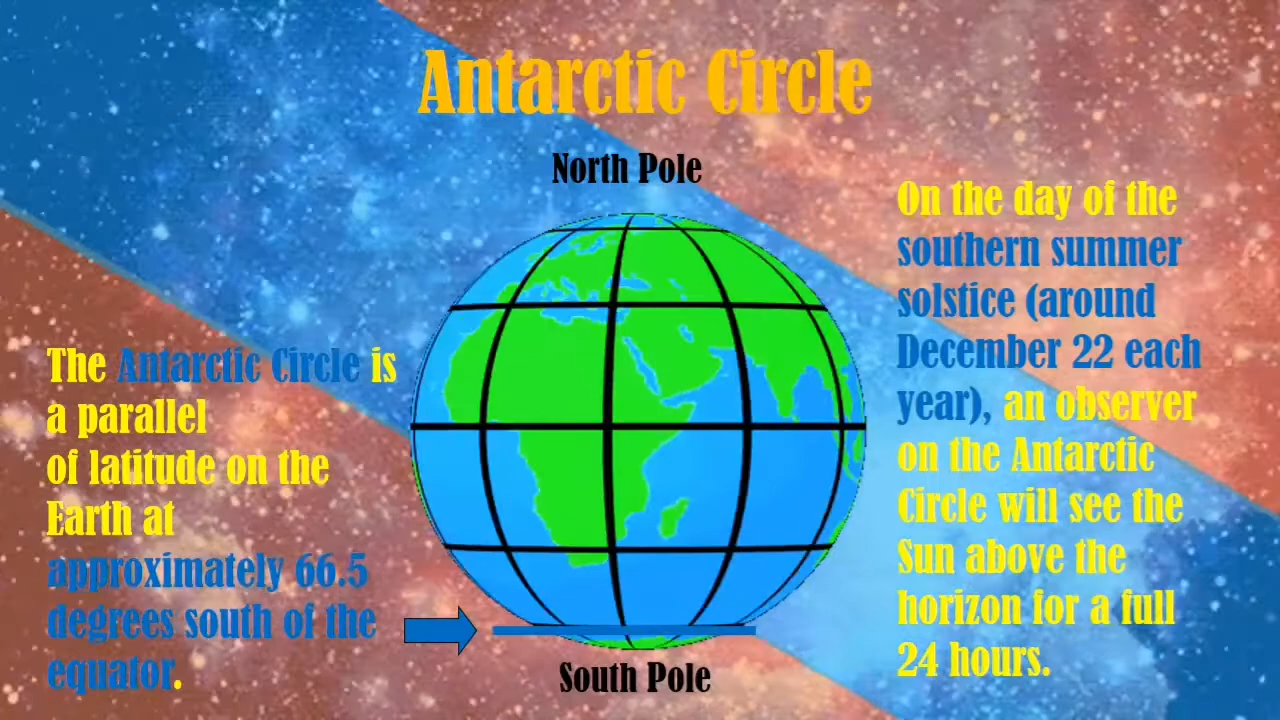 Antarctic Circle
North Pole
The Antarctic Circle is
a parallel
of latitude on the
Earth at
approximately 66.5
degrees south of the
equator.
On the day of the
southern summer
solstice (around
December 22 each
year), an observer
on the Antarctic
Circle will see the
Sun above the
horizon for a full
24 hours.
South Pole